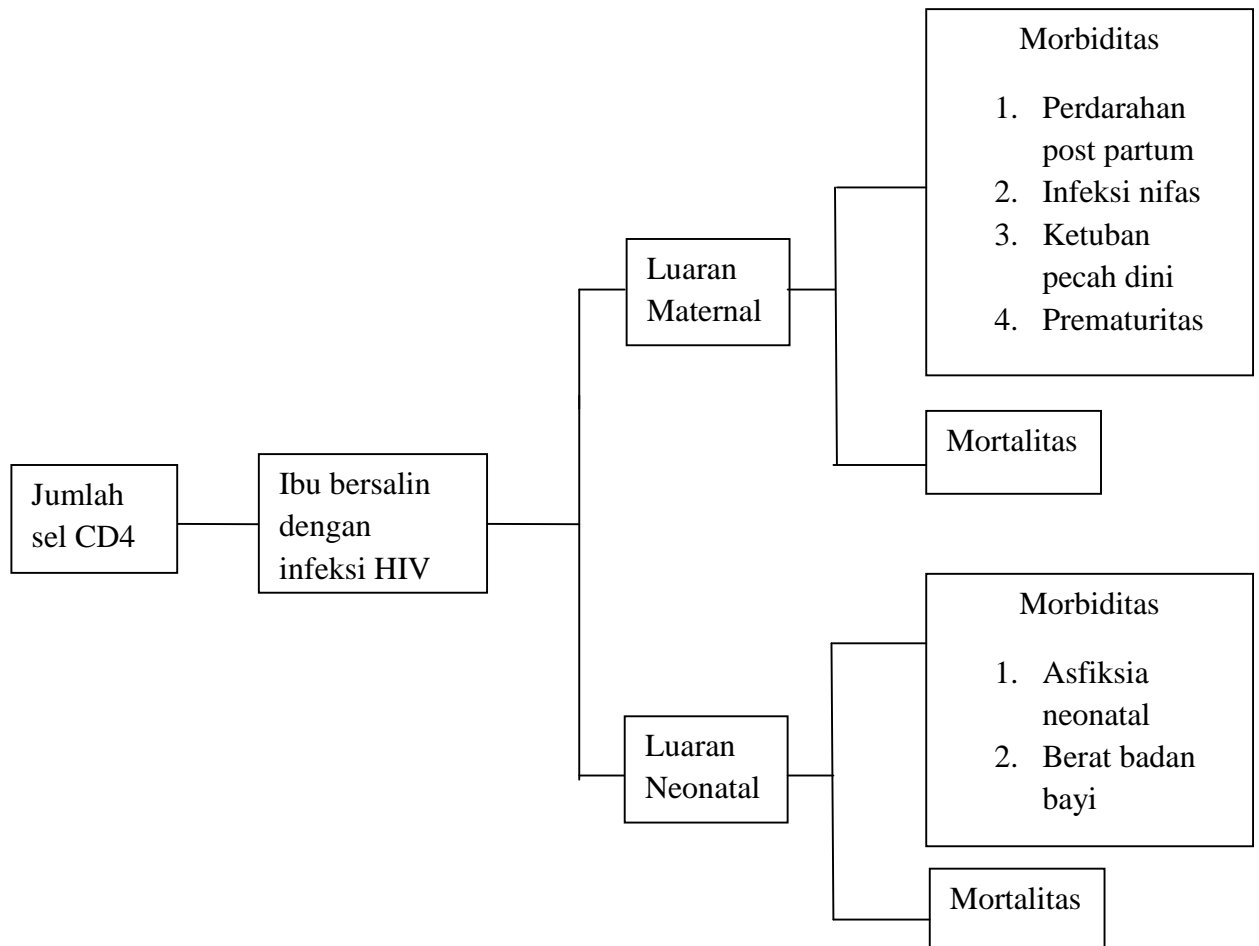 Morbiditas
1. Perdarahan
post partum
2. Infeksi nifas
3. Ketuban
pecah dini
4. Prematuritas
Luaran
Maternal
Mortalitas
Jumlah
sel CD4
Ibu bersalin
dengan
infeksi HIV
Morbiditas
1. Asfiksia
neonatal
2. Berat badan
bayi
Luaran
Neonatal
Mortalitas